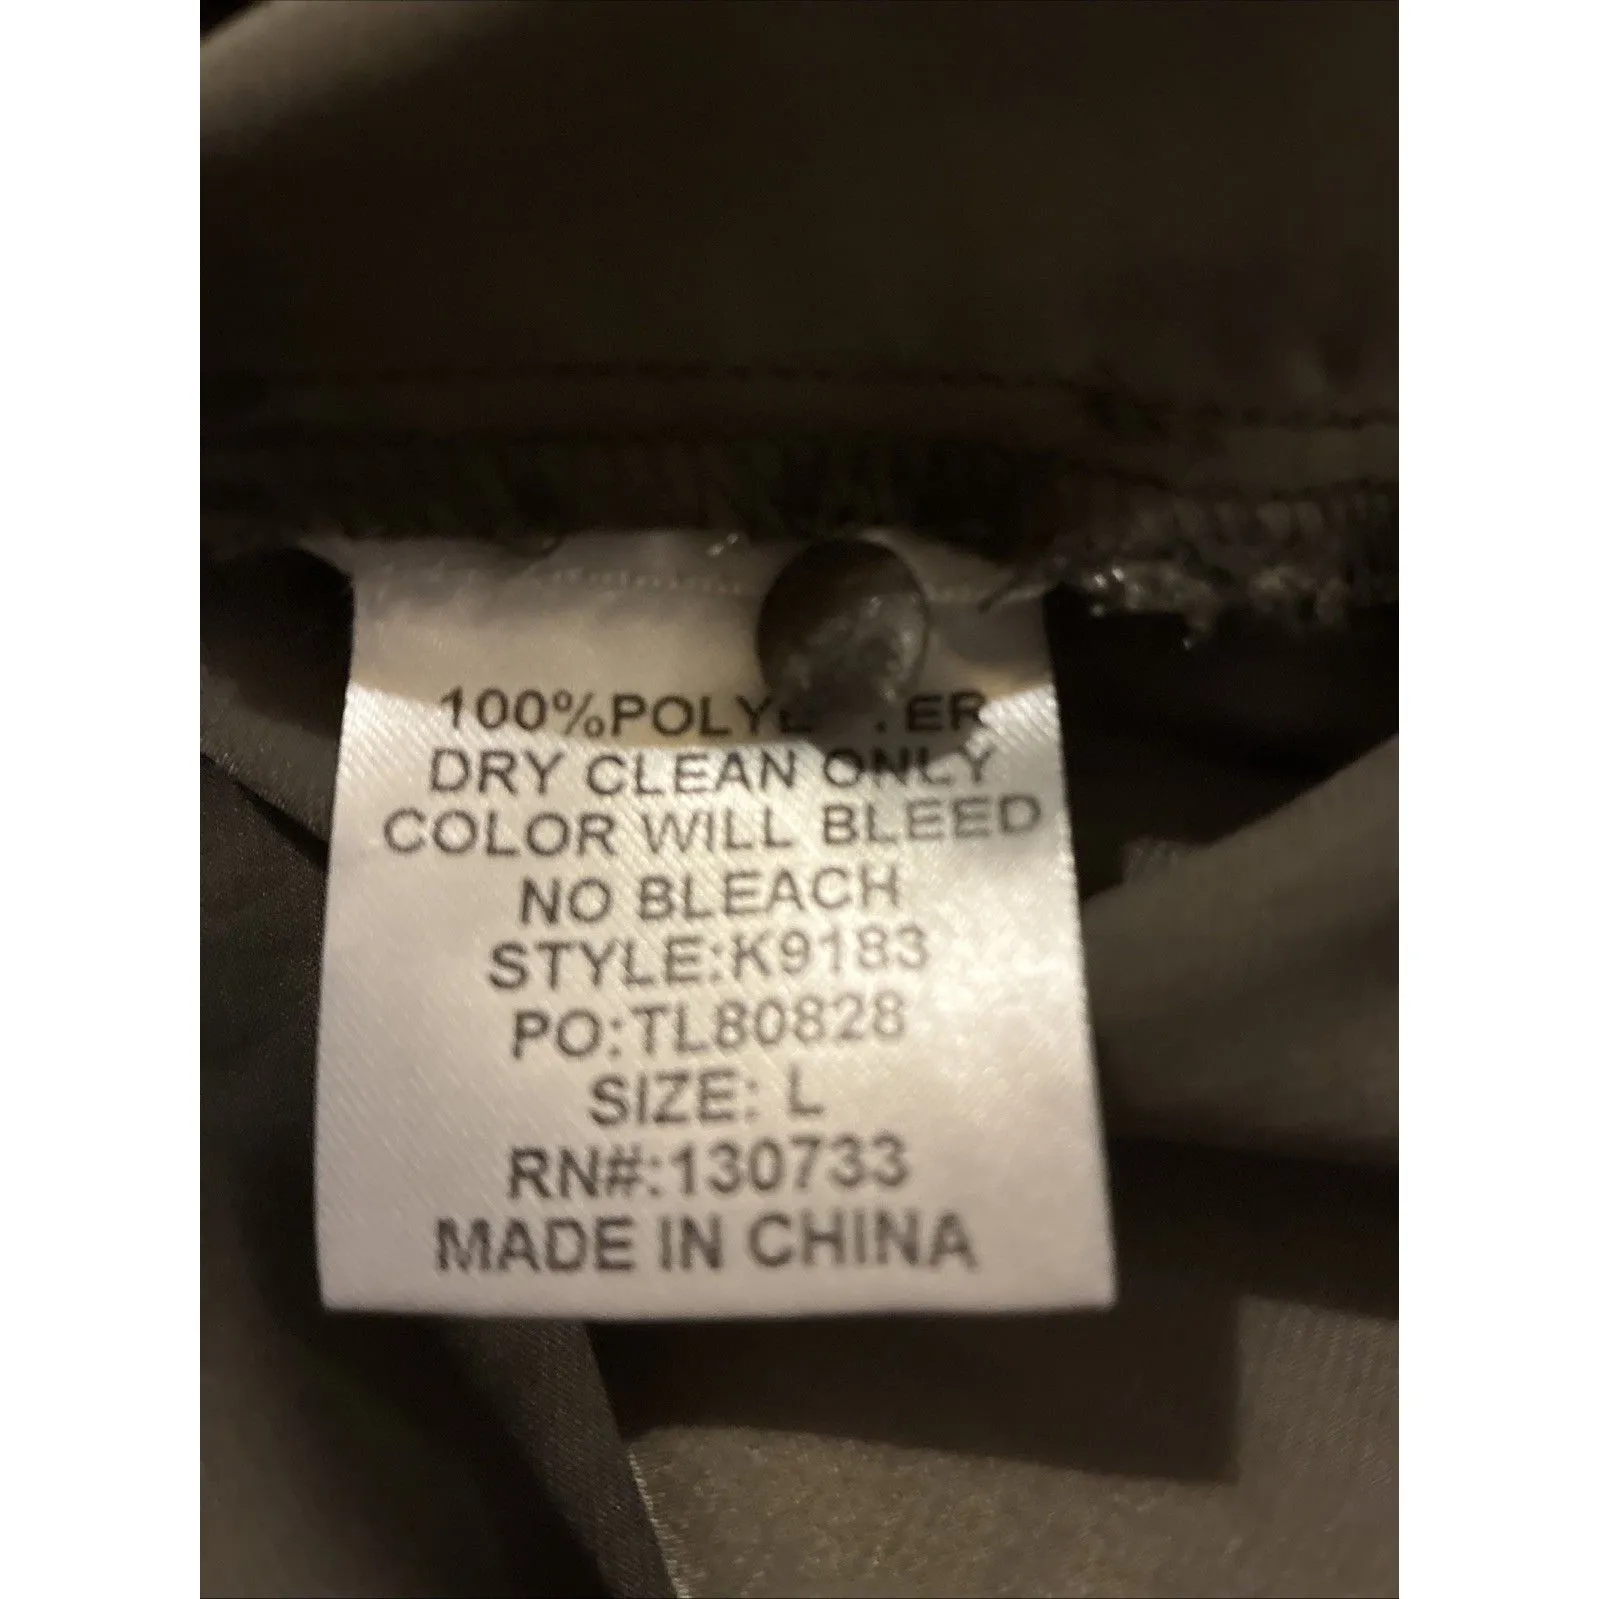 100%POLYESTER
DRY CLEAN ONLY
COLOR WILL BLEED
NO BLEACH
STYLE:K9183
PO:TL80828
SIZE: L
RN#:130733
MADE IN CHINA